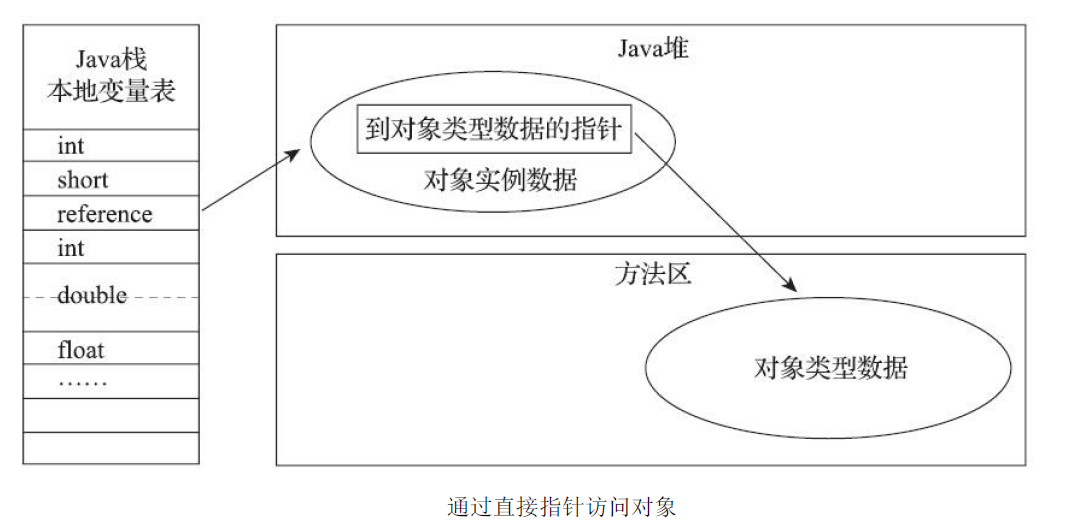 Java栈
本地变量表
int
short
reference
int
double
float
……
Java堆
到对象类型数据的指针
对象实例数据
方法区
对象类型数据
通过直接指针访问对象